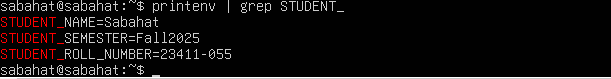 sabahat@sabahat:~$ printenv | grep STUDENT_
STUDENT_NAME=Sabahat
STUDENT_SEMESTER=Fall2025
STUDENT_ROLL_NUMBER=23411-055
sabahat@sabahat:~$ _